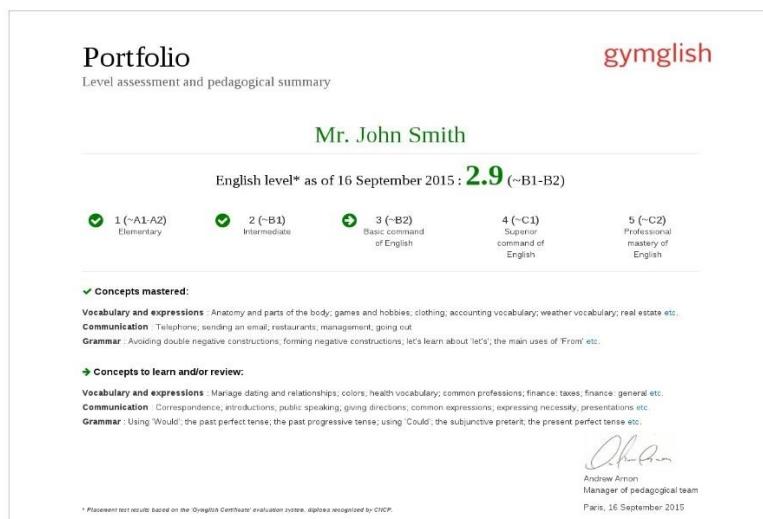 Portfolio
gymglish
Level assessment and pedagogical summary
Mr. John Smith
English level* as of 16 September 2015 : 2.9 (~B1-B2)
1 (~A1-A2)
Elementary
2 (~B1)
Intermediate
3 (~B2)
Basic command
of English
4 (~C1)
Superior
command of
English
5 (~C2)
Professional
mastery of
English
Concepts mastered:
Vocabulary and expressions : Anatomy and parts of the body; games and hobbies; clothing; accounting vocabulary; weather vocabulary; real estate etc.
Communication : Telephone; sending an email; restaurants; management; going out
Grammar : Avoiding double negative constructions; forming negative constructions; let's learn about 'let's'; the main uses of 'From' etc.
Concepts to learn and/or review:
Vocabulary and expressions : Mariage dating and relationships; colors; health vocabulary; common professions; finance: taxes; finance: general etc.
Communication : Correspondence; introductions; public speaking; giving directions; common expressions; expressing necessity; presentations etc.
Grammar : Using 'Would'; the past perfect tense; the past progressive tense; using 'Could'; the subjunctive preterit; the present perfect tense etc.
Andrew Arnon
Manager of pedagogical team
Paris, 16 September 2015
* Placement test results based on the 'Gymglish Certificate' evaluation system, diploma recognized by CNCP.